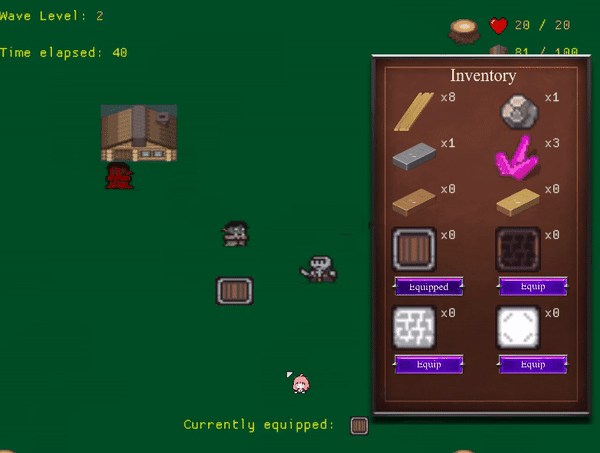 Wave Level: 2
20 / 20
Time elapsed: 40
81 / 100
Inventory
x8
x1
x1
x3
x0
x0
x0
x0
Equipped
Equip
x0
x0
Equip
Equip
Currently equipped: